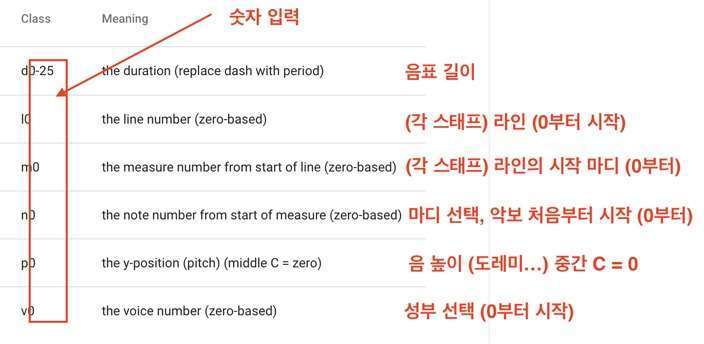 Class Meaning 숫자 입력
d0-25 the duration (replace dash with period) 음표 길이
l0 the line number (zero-based) (각 스태프) 라인 (0부터 시작)
m0 the measure number from start of line (zero-based) (각 스태프) 라인의 시작 마디 (0부터)
n0 the note number from start of measure (zero-based) 마디 선택, 악보 처음부터 시작 (0부터)
p0 the y-position (pitch) (middle C = zero) 음 높이 (도레미...) 중간 C = 0
v0 the voice number (zero-based) 성부 선택 (0부터 시작)